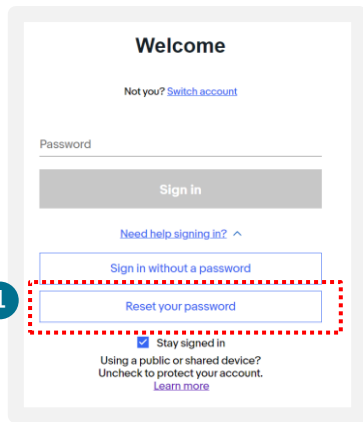 Welcome
Not you? Switch account
Password
Sign in
Need help signing in?
Sign in without a password
1
Reset your password
Stay signed in
Using a public or shared device?
Uncheck to protect your account.
Learn more